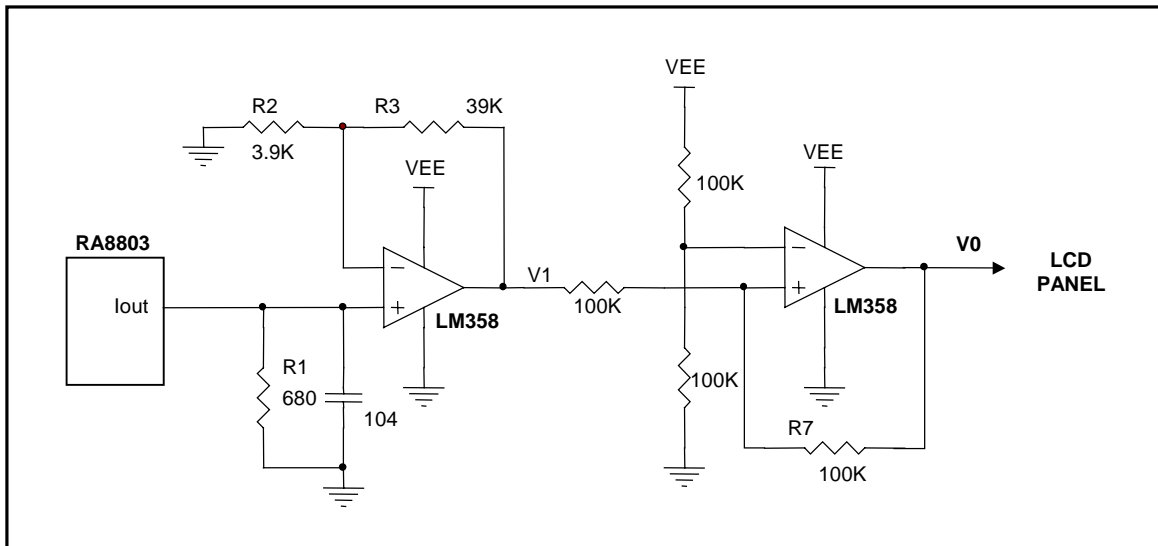 VEE
R2
R3
39K
3.9K
VEE
100K
VEE
RA8803
Iout
−
+
LM358
V1
100K
−
+
LM358
V0
LCD
PANEL
R1
680
104
100K
R7
100K